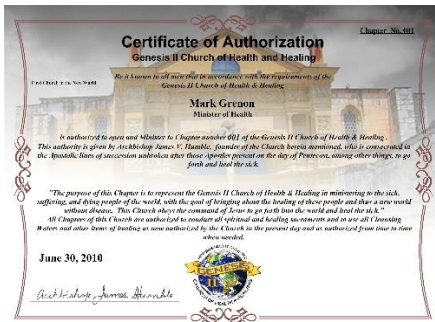 Chapter No. 001
Certificate of Authorization
Genesis II Church of Health and Healing
First Church in the New World
Be it known to all men that in accordance with the requirements of the
Genesis II Church of Health & Healing
Mark Grenon
Minister of Health
is authorized to open and Minister to Chapter number 001 of the Genesis II Church of Health & Healing .
This authority is given by Archbishop James V. Humble, founder of the Church herein mentioned, who is consecrated in
the Apostolic lines of succession unbroken after those Apostles present on the day of Pentecost, among other things, to go
forth and heal the sick.
"The purpose of this Chapter is to represent the Genesis II Church of Health & Healing in ministering to the sick,
suffering, and dying people of the world, with the goal of bringing about the healing of these people and thus a new world
without disease. This Church obeys the command of Jesus to go forth into the world and heal the sick."
All Chapters of this Church are authorized to conduct all spiritual and healing sacraments and to use all Cleansing
Waters and other items of healing as now authorized by the Church in the present day and as authorized from time to time
when needed.
June 30, 2010
GENESIS
II
Archbishop James Humble